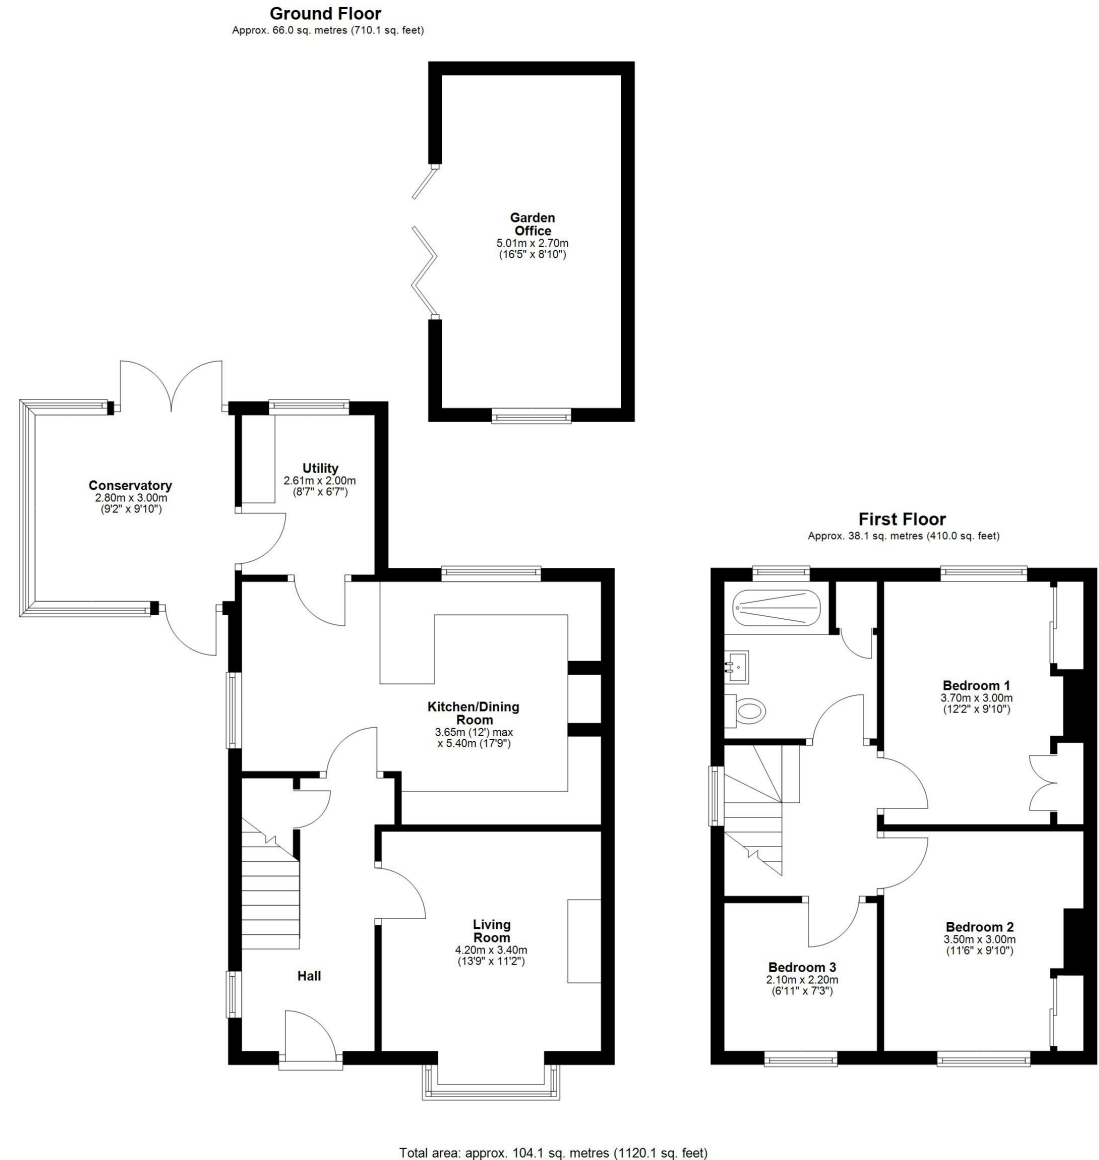 Ground Floor
Approx. 66.0 sq. metres (710.1 sq. feet)
Garden
Office
5.01m x 2.70m
(16'5" x 8'10")
Conservatory
2.80m x 3.00m
(9'2" x 9'10")
Utility
2.61m x 2.00m
(8'7" x 6'7")
Kitchen/Dining
Room
3.65m (12') max
x 5.40m (17'9")
Living
Room
4.20m x 3.40m
(13'9" x 11'2")
Hall
First Floor
Approx. 38.1 sq. metres (410.0 sq. feet)
Bedroom 1
3.70m x 3.00m
(12'2" x 9'10")
Bedroom 2
3.50m x 3.00m
(11'6" x 9'10")
Bedroom 3
2.10m x 2.20m
(6'11" x 7'3")
Total area: approx. 104.1 sq. metres (1120.1 sq. feet)